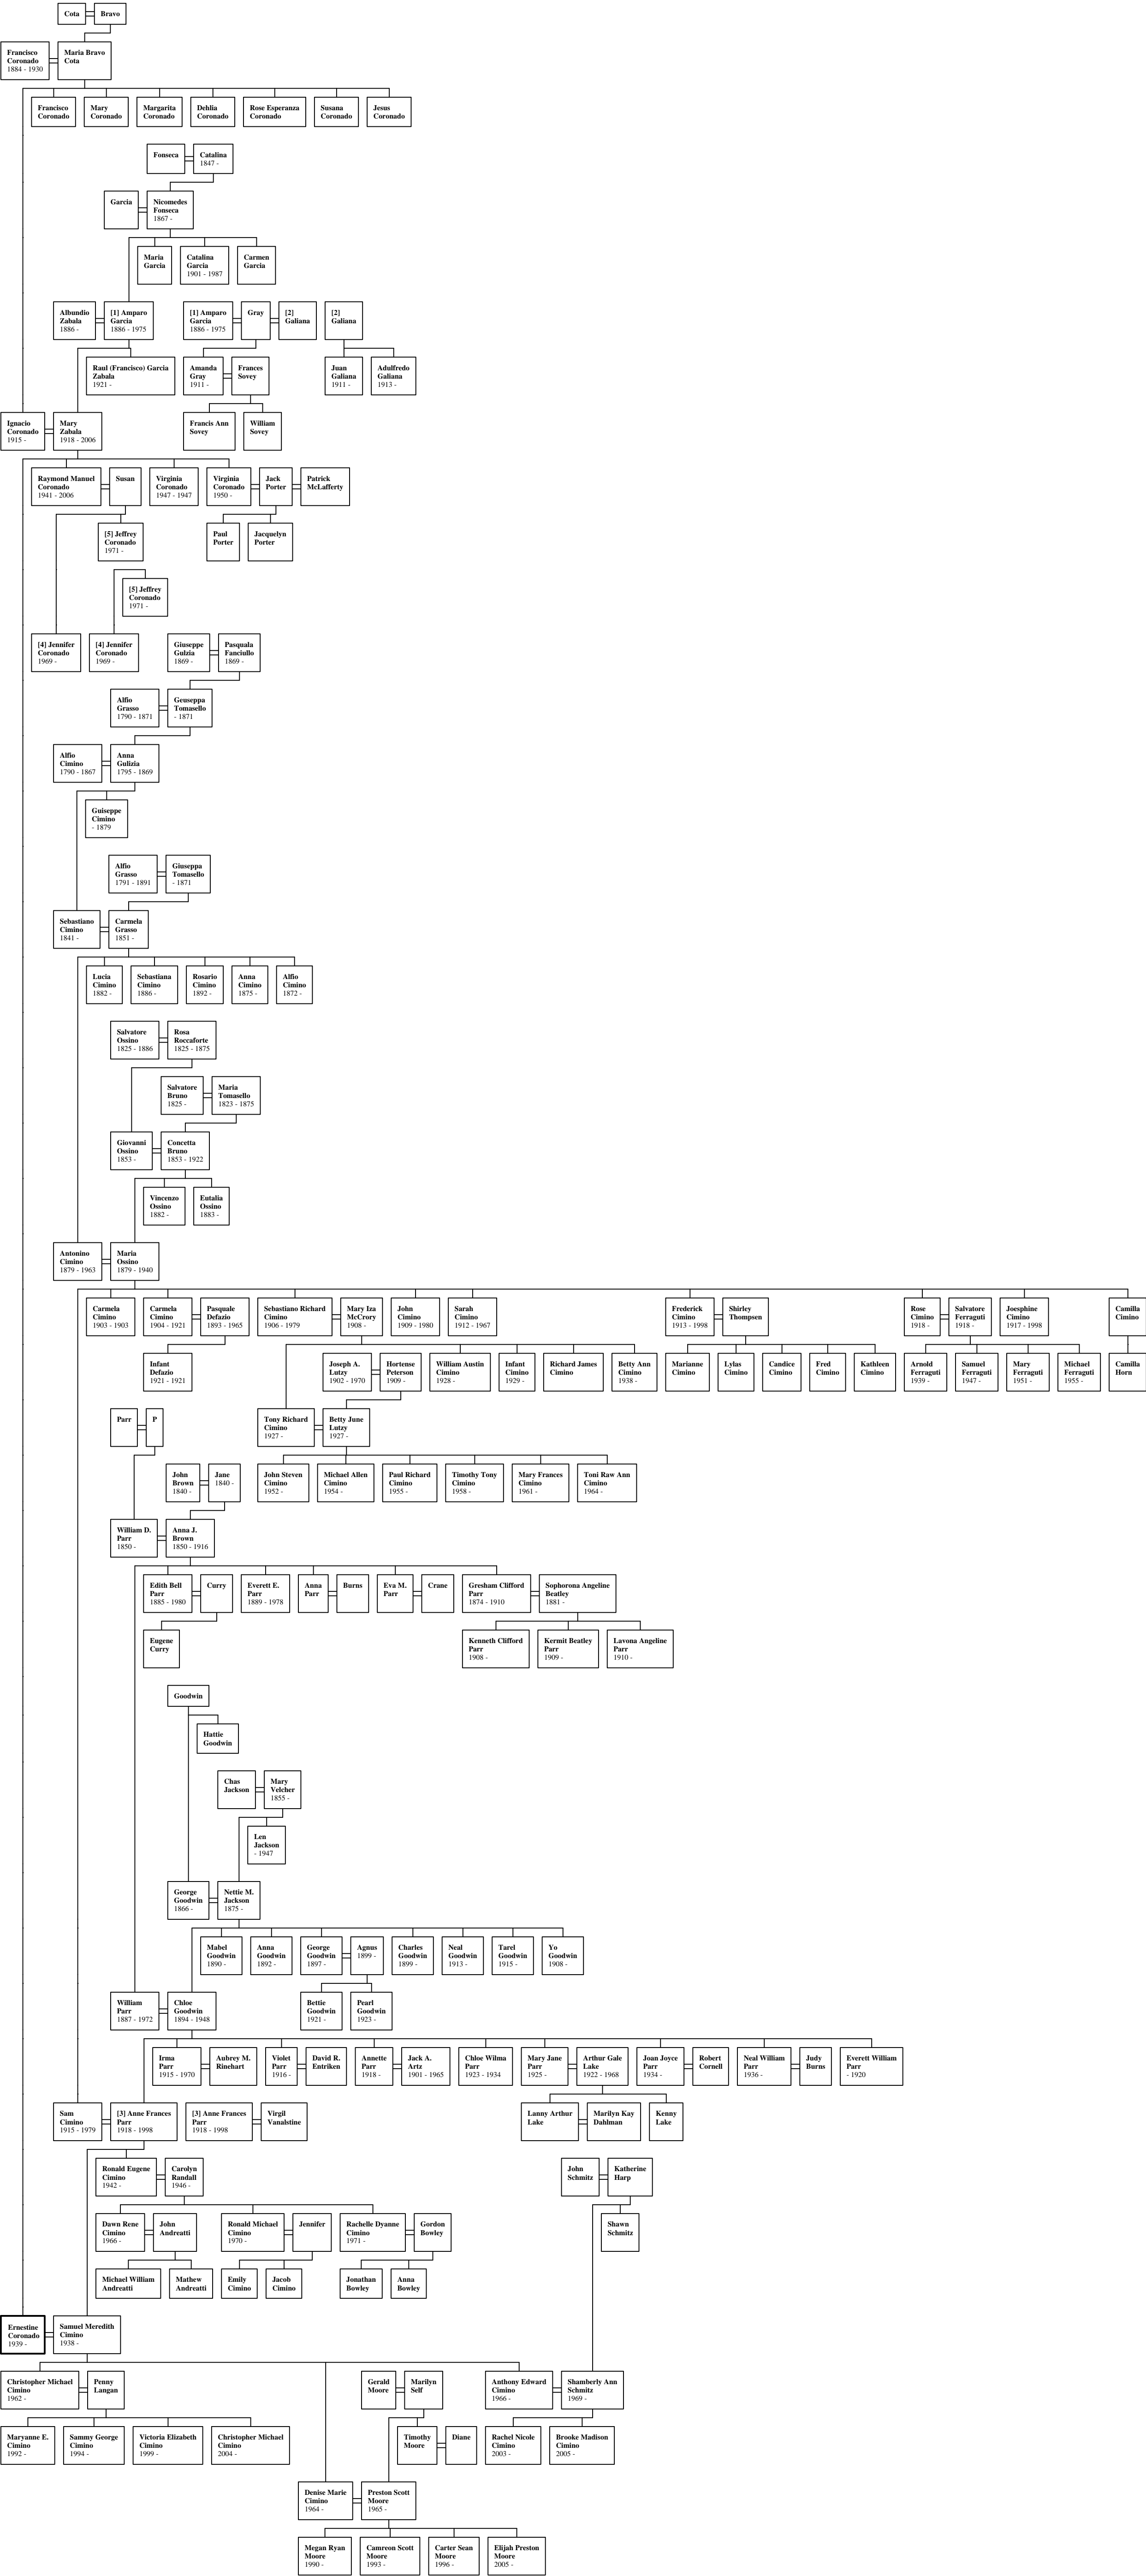 Cota
Bravo
Francisco
Coronado
1884 - 1930
Maria Bravo
Cota
Francisco
Coronado
Mary
Coronado
Margarita
Coronado
Dehlia
Coronado
Rose Esperanza
Coronado
Susana
Coronado
Jesus
Coronado
Fonseca
Catalina
1847 -
Garcia
Nicomedes
Fonseca
1867 -
Maria
Garcia
Catalina
Garcia
1901 - 1987
Carmen
Garcia
Albundio
Zabala
1886 -
[1] Amparo
Garcia
1886 - 1975
[1] Amparo
Garcia
1886 - 1975
Gray
[2]
Galiana
[2]
Galiana
Raul (Francisco) Garcia
Zabala
1921 -
Amanda
Gray
1911 -
Frances
Sovey
Juan
Galiana
1911 -
Adulfredo
Galiana
1913 -
Ignacio
Coronado
1915 -
Mary
Zabala
1918 - 2006
Francis Ann
Sovey
William
Sovey
Raymond Manuel
Coronado
1941 - 2006
Susan
Virginia
Coronado
1947 - 1947
Virginia
Coronado
1950 -
Jack
Porter
Patrick
McLafferty
[5] Jeffrey
Coronado
1971 -
Paul
Porter
Jacquelyn
Porter
[5] Jeffrey
Coronado
1971 -
[4] Jennifer
Coronado
1969 -
[4] Jennifer
Coronado
1969 -
Giuseppe
Gulzia
1869 -
Pasquala
Fanciullo
1869 -
Alfio
Grasso
1790 - 1871
Geuseppa
Tomasello
- 1871
Alfio
Cimino
1790 - 1867
Anna
Gulizia
1795 - 1869
Guiseppe
Cimino
- 1879
Alfio
Grasso
1791 - 1891
Giuseppa
Tomasello
- 1871
Sebastiano
Cimino
1841 -
Carmela
Grasso
1851 -
Lucia
Cimino
1882 -
Sebastiana
Cimino
1886 -
Rosario
Cimino
1892 -
Anna
Cimino
1875 -
Alfio
Cimino
1872 -
Salvatore
Ossino
1825 - 1886
Rosa
Roccaforte
1825 - 1875
Salvatore
Bruno
1825 -
Maria
Tomasello
1823 - 1875
Giovanni
Ossino
1853 -
Concetta
Bruno
1853 - 1922
Vincenzo
Ossino
1882 -
Eutalia
Ossino
1883 -
Antonino
Cimino
1879 - 1963
Maria
Ossino
1879 - 1940
Carmela
Cimino
1903 - 1903
Carmela
Cimino
1904 - 1921
Pasquale
Defazio
1893 - 1965
Sebastiano Richard
Cimino
1906 - 1979
Mary Iza
McCrory
1908 -
John
Cimino
1909 - 1980
Sarah
Cimino
1912 - 1967
Frederick
Cimino
1913 - 1998
Shirley
Thompsen
Rose
Cimino
1918 -
Salvatore
Ferraguti
1918 -
Joesphine
Cimino
1917 - 1998
Camilla
Cimino
Infant
Defazio
1921 - 1921
Joseph A.
Lutzy
1902 - 1970
Hortense
Peterson
1909 -
William Austin
Cimino
1928 -
Infant
Cimino
1929 -
Richard James
Cimino
Betty Ann
Cimino
1938 -
Marianne
Cimino
Lylas
Cimino
Candice
Cimino
Fred
Cimino
Kathleen
Cimino
Arnold
Ferraguti
1939 -
Samuel
Ferraguti
1947 -
Mary
Ferraguti
1951 -
Michael
Ferraguti
1955 -
Camilla
Horn
Parr
P
Tony Richard
Cimino
1927 -
Betty June
Lutzy
1927 -
John
Brown
1840 -
Jane
1840 -
John Steven
Cimino
1952 -
Michael Allen
Cimino
1954 -
Paul Richard
Cimino
1955 -
Timothy Tony
Cimino
1958 -
Mary Frances
Cimino
1961 -
Toni Raw Ann
Cimino
1964 -
William D.
Parr
1850 -
Anna J.
Brown
1850 - 1916
Edith Bell
Parr
1885 - 1980
Curry
Everett E.
Parr
1889 - 1978
Anna
Parr
Burns
Eva M.
Parr
Crane
Gresham Clifford
Parr
1874 - 1910
Sophorona Angeline
Beatley
1881 -
Eugene
Curry
Kenneth Clifford
Parr
1908 -
Kermit Beatley
Parr
1909 -
Lavona Angeline
Parr
1910 -
Goodwin
Hattie
Goodwin
Chas
Jackson
Mary
Velcher
1855 -
Len
Jackson
- 1947
George
Goodwin
1866 -
Nettie M.
Jackson
1875 -
Mabel
Goodwin
1890 -
Anna
Goodwin
1892 -
George
Goodwin
1897 -
Agnus
1899 -
Charles
Goodwin
1899 -
Neal
Goodwin
1913 -
Tarel
Goodwin
1915 -
Yo
Goodwin
1908 -
William
Parr
1887 - 1972
Chloe
Goodwin
1894 - 1948
Bettie
Goodwin
1921 -
Pearl
Goodwin
1923 -
Irma
Parr
1915 - 1970
Aubrey M.
Rinehart
Violet
Parr
1916 -
David R.
Entriken
Annette
Parr
1918 -
Jack A.
Artz
1901 - 1965
Chloe Wilma
Parr
1923 - 1934
Mary Jane
Parr
1925 -
Arthur Gale
Lake
1922 - 1968
Joan Joyce
Parr
1934 -
Robert
Cornell
Neal William
Parr
1936 -
Judy
Burns
Everett William
Parr
- 1920
Sam
Cimino
1915 - 1979
[3] Anne Frances
Parr
1918 - 1998
[3] Anne Frances
Parr
1918 - 1998
Virgil
Vanalstine
Lanny Arthur
Lake
Marilyn Kay
Dahlman
Kenny
Lake
Ronald Eugene
Cimino
1942 -
Carolyn
Randall
1946 -
John
Schmitz
Katherine
Harp
Dawn Rene
Cimino
1966 -
John
Andreatti
Ronald Michael
Cimino
1970 -
Jennifer
Rachelle Dyanne
Cimino
1971 -
Gordon
Bowley
Shawn
Schmitz
Michael William
Andreatti
Mathew
Andreatti
Emily
Cimino
Jacob
Cimino
Jonathan
Bowley
Anna
Bowley
Ernestine
Coronado
1939 -
Samuel Meredith
Cimino
1938 -
Christopher Michael
Cimino
1962 -
Penny
Langan
Gerald
Moore
Marilyn
Self
Anthony Edward
Cimino
1966 -
Shamberly Ann
Schmitz
1969 -
Maryanne E.
Cimino
1992 -
Sammy George
Cimino
1994 -
Victoria Elizabeth
Cimino
1999 -
Christopher Michael
Cimino
2004 -
Timothy
Moore
Diane
Rachel Nicole
Cimino
2003 -
Brooke Madison
Cimino
2005 -
Denise Marie
Cimino
1964 -
Preston Scott
Moore
1965 -
Megan Ryan
Moore
1990 -
Camreon Scott
Moore
1993 -
Carter Sean
Moore
1996 -
Elijah Preston
Moore
2005 -